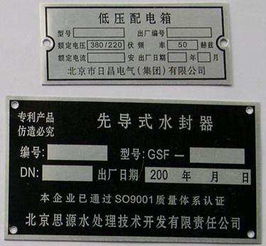 低压配电箱
型号 出厂编号
额定电压 380/220 伏 频率 50 赫兹
额定电流 安 出厂日期 年 月
北京市日昌电气(集团)有限公司
专利产品
仿造必究
先导式水封器
编号: 型号: GSF —
DN: 出厂日期 200 年 月 日
本企业已通过ISO9001质量体系认证
北京思源水处理技术开发有限责任公司